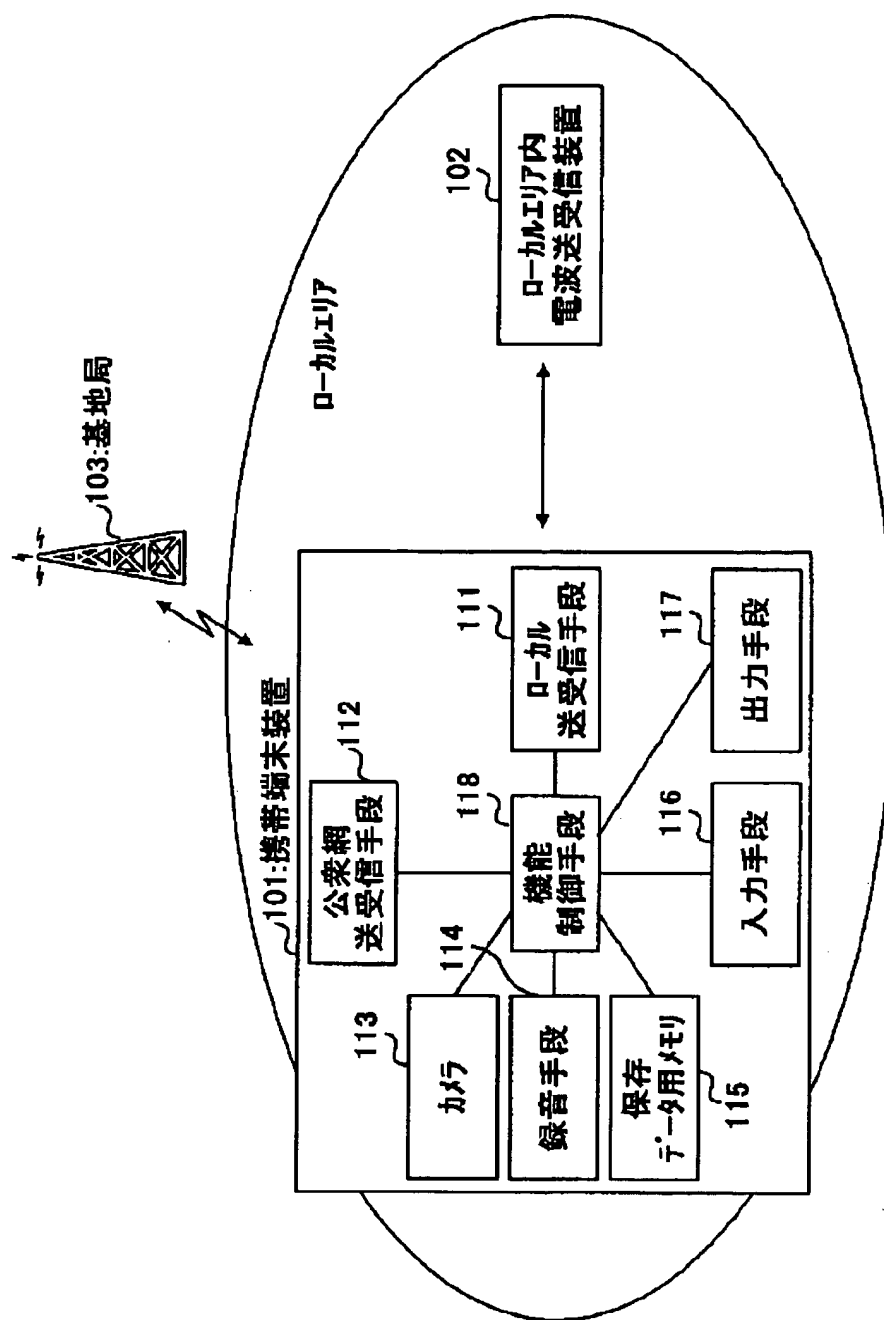 103:基地局
ローカルエリア
101:携帯端末装置
112
公衆網
送受信手段
113
カメラ
114
録音手段
保存
データ用メモリ
115
118
機能
制御手段
111
ローカル
送受信手段
116
入力手段
117
出力手段
102
ローカルエリア内
電波送受信装置